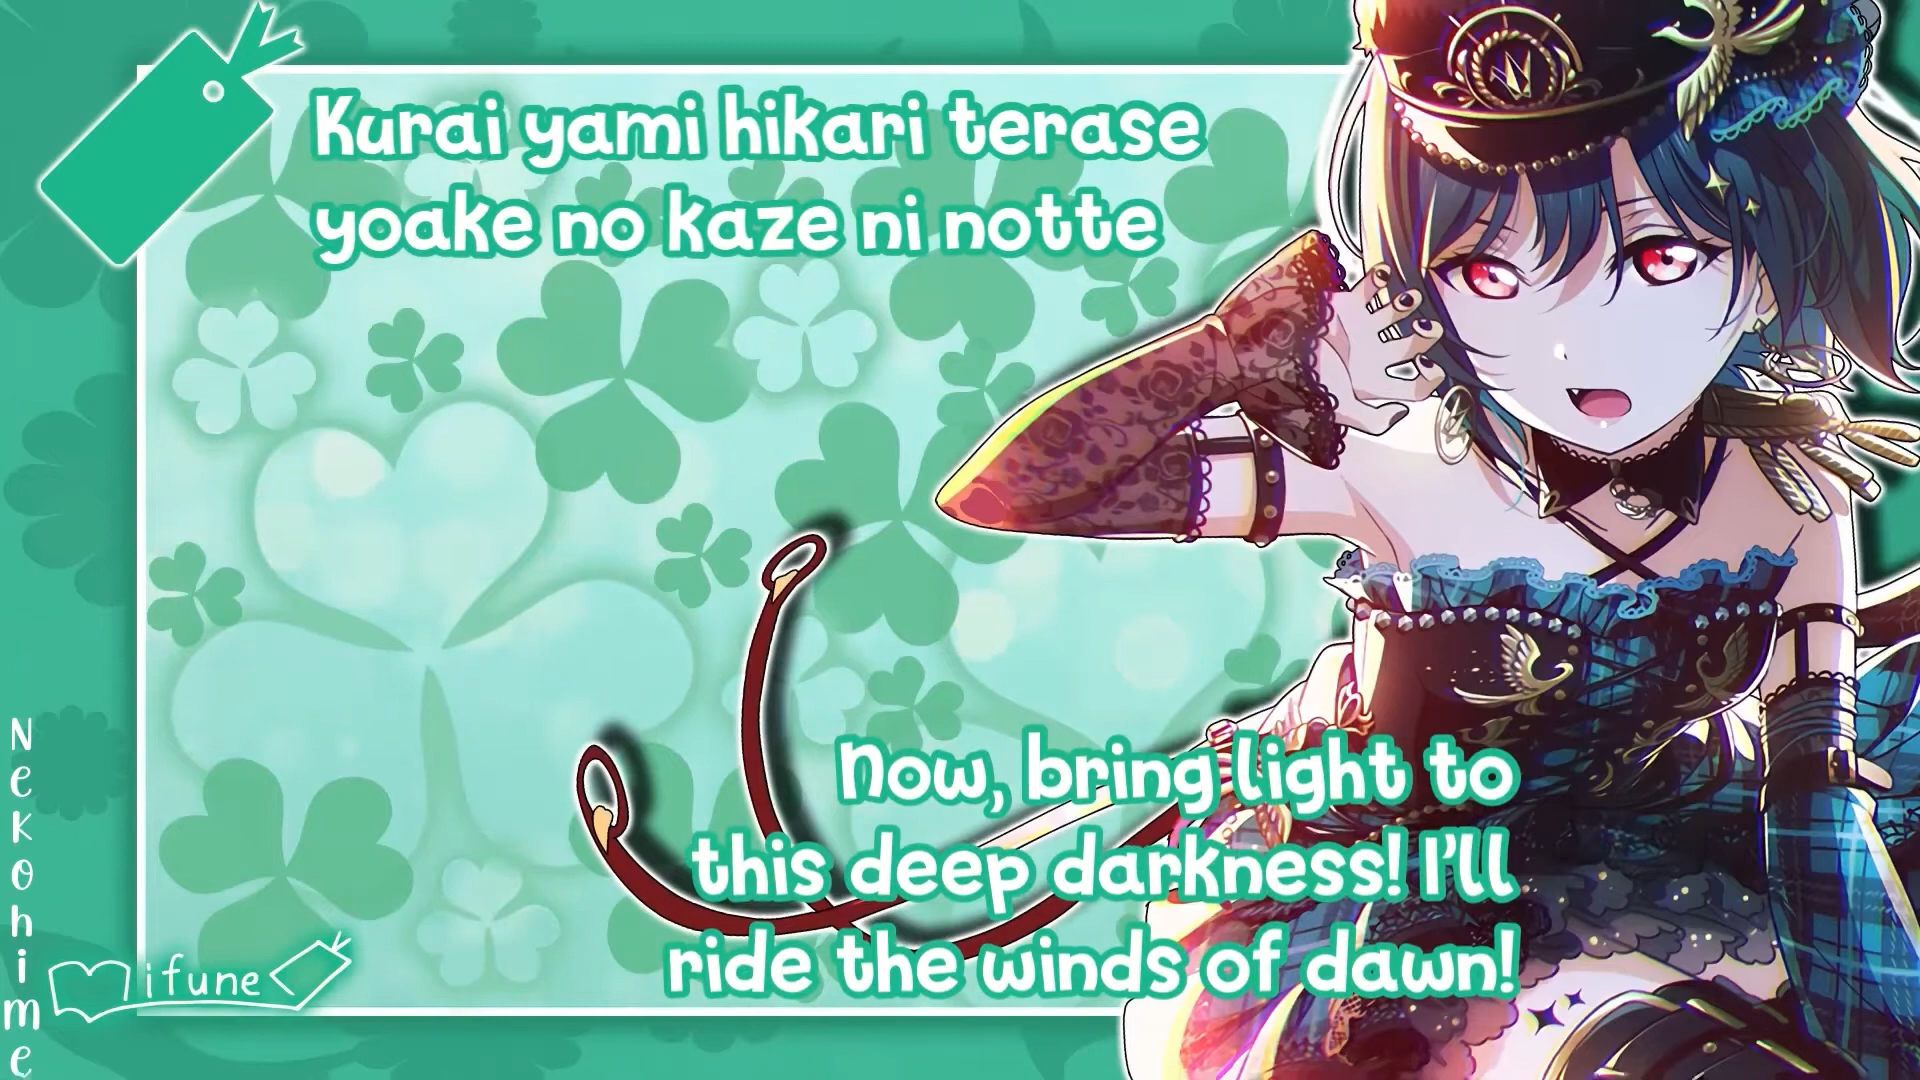 Kurai yami hikari terase
yoake no kaze ni notte
Now, bring light to
this deep darkness! I'll
ride the winds of dawn!
Nekohime
mifune